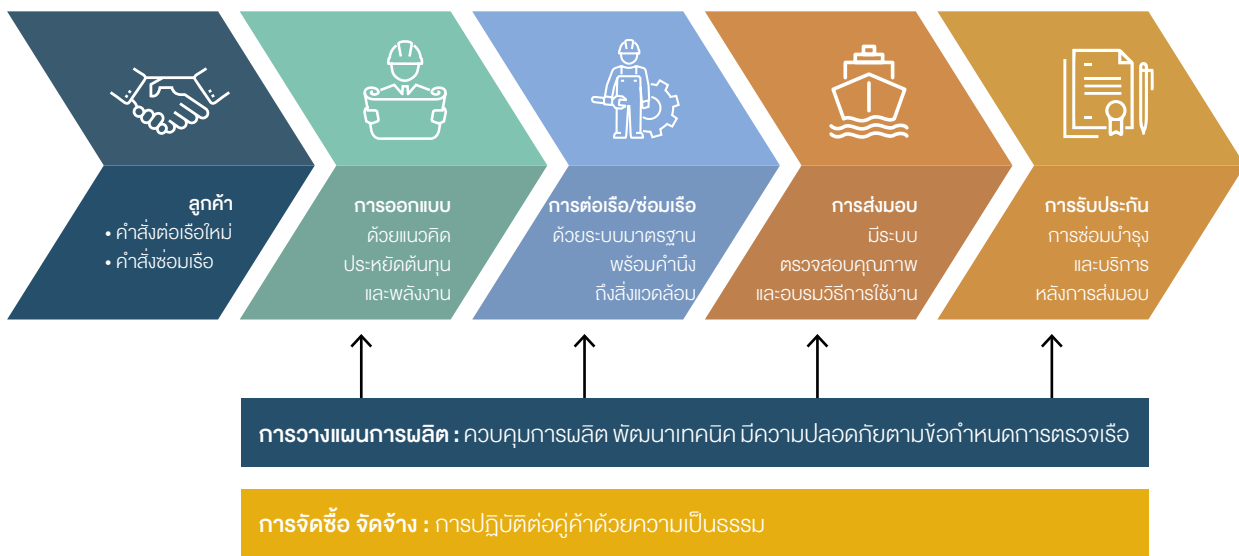 ลูกค้า
• คำสั่งต่อเรือใหม่
• คำสั่งซ่อมเรือ
การออกแบบ
ด้วยแนวคิด
ประหยัดต้นทุน
และพลังงาน
การต่อเรือ/ซ่อมเรือ
ด้วยระบบมาตรฐาน
พร้อมคำนึง
ถึงสิ่งแวดล้อม
การส่งมอบ
มีระบบ
ตรวจสอบคุณภาพ
และอบรมวิธีการใช้งาน
การรับประกัน
การซ่อมบำรุง
และบริการ
หลังการส่งมอบ
การวางแผนการผลิต : ควบคุมการผลิต พัฒนาเทคนิค มีความปลอดภัยตามข้อกำหนดการตรวจเรือ
การจัดซื้อ จัดจ้าง : การปฏิบัติต่อคู่ค้าด้วยความเป็นธรรม